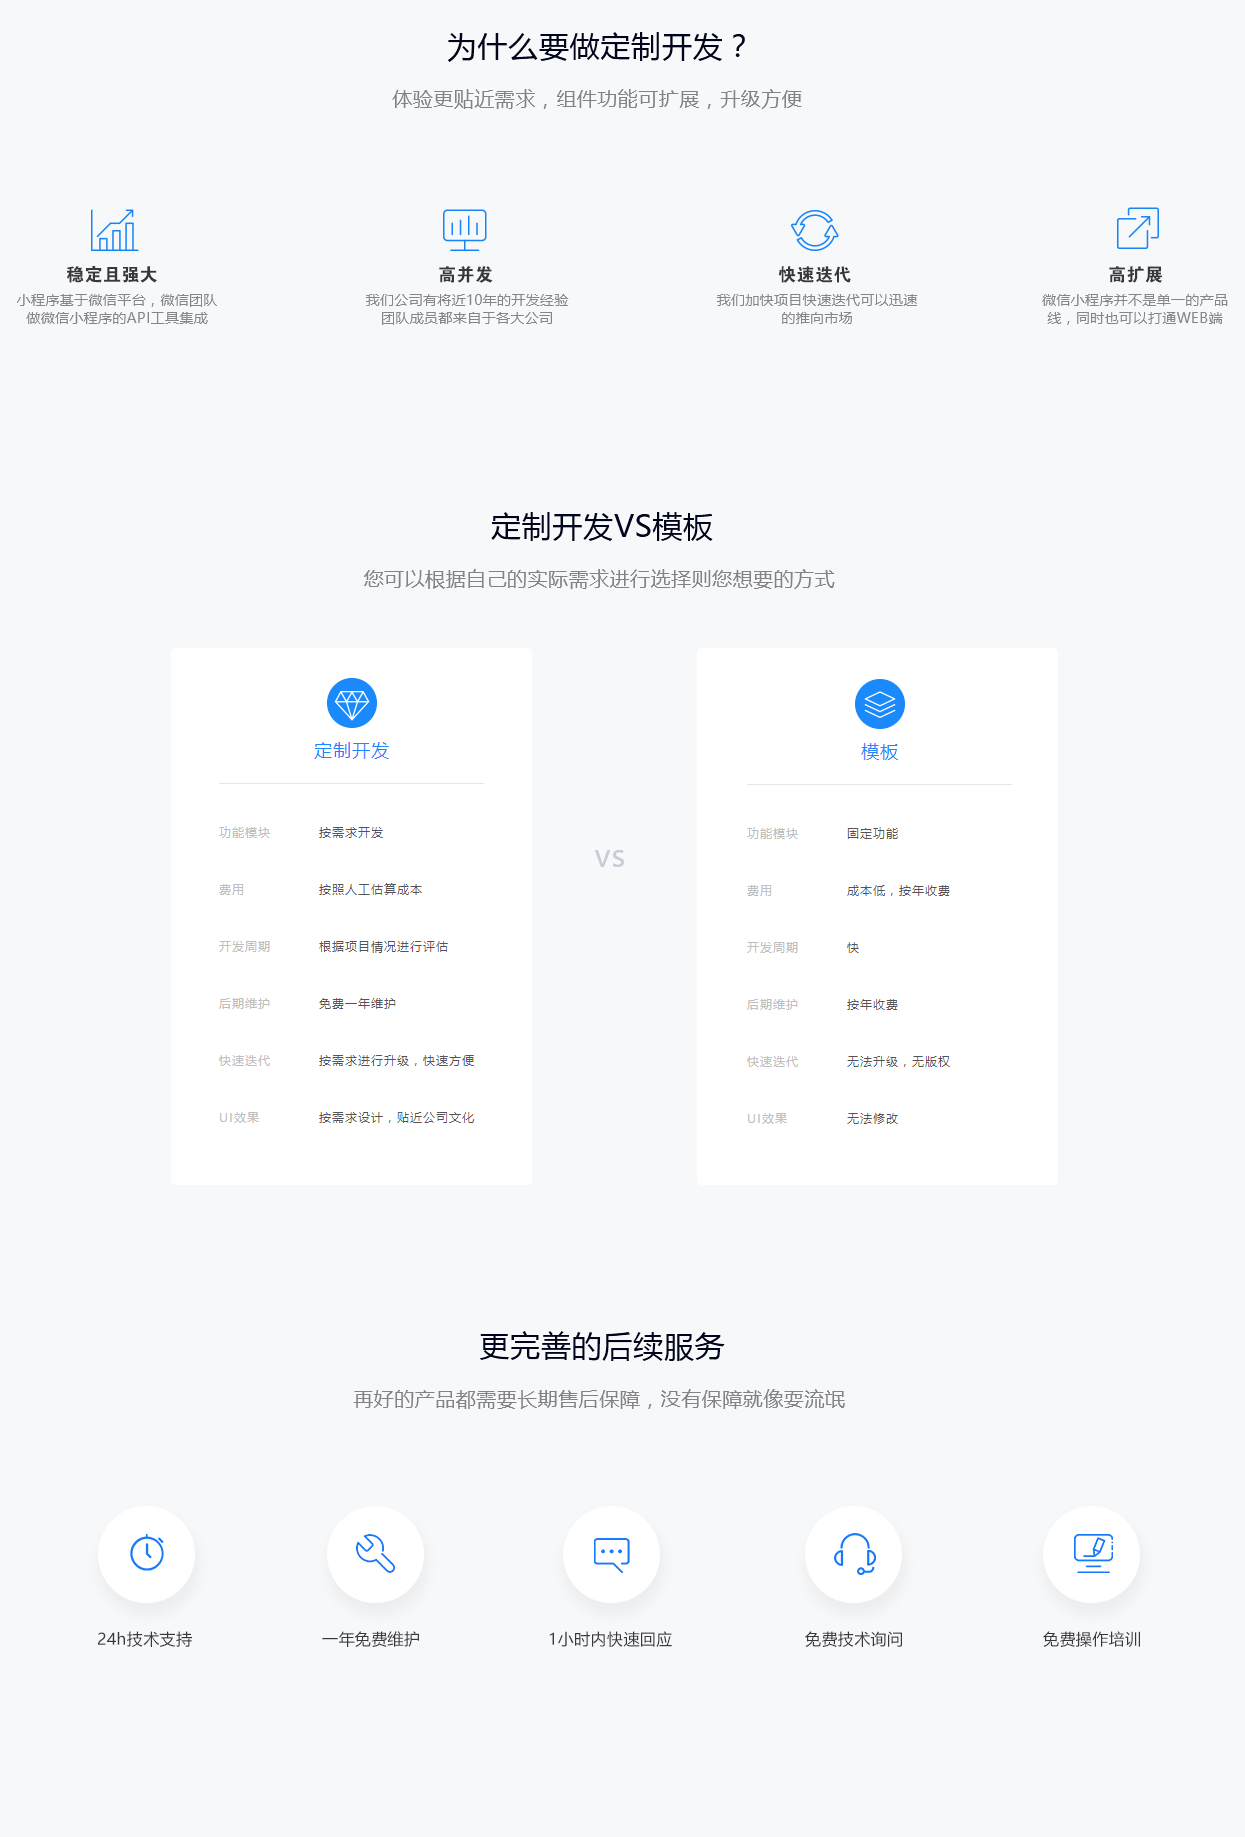 为什么要做定制开发？
体验更贴近需求，组件功能可扩展，升级方便
稳定且强大
小程序基于微信平台，微信团队
做微信小程序的API工具集成
高并发
我们公司有将近10年的开发经验
团队成员都来自于各大公司
快速迭代
我们加快项目快速迭代可以迅速
的推向市场
高扩展
微信小程序并不是单一的产品
线，同时也可以打通WEB端
定制开发VS模板
您可以根据自己的实际需求进行选择则您想要的方式
定制开发
功能模块 按需求开发
费用 按照人工估算成本
开发周期 根据项目情况进行评估
后期维护 免费一年维护
快速迭代 按需求进行升级，快速方便
UI效果 按需求设计，贴近公司文化
VS
模板
功能模块 固定功能
费用 成本低，按年收费
开发周期 快
后期维护 按年收费
快速迭代 无法升级，无版权
UI效果 无法修改
更完善的后续服务
再好的产品都需要长期售后保障，没有保障就像耍流氓
24h技术支持
一年免费维护
1小时内快速回应
免费技术询问
免费操作培训